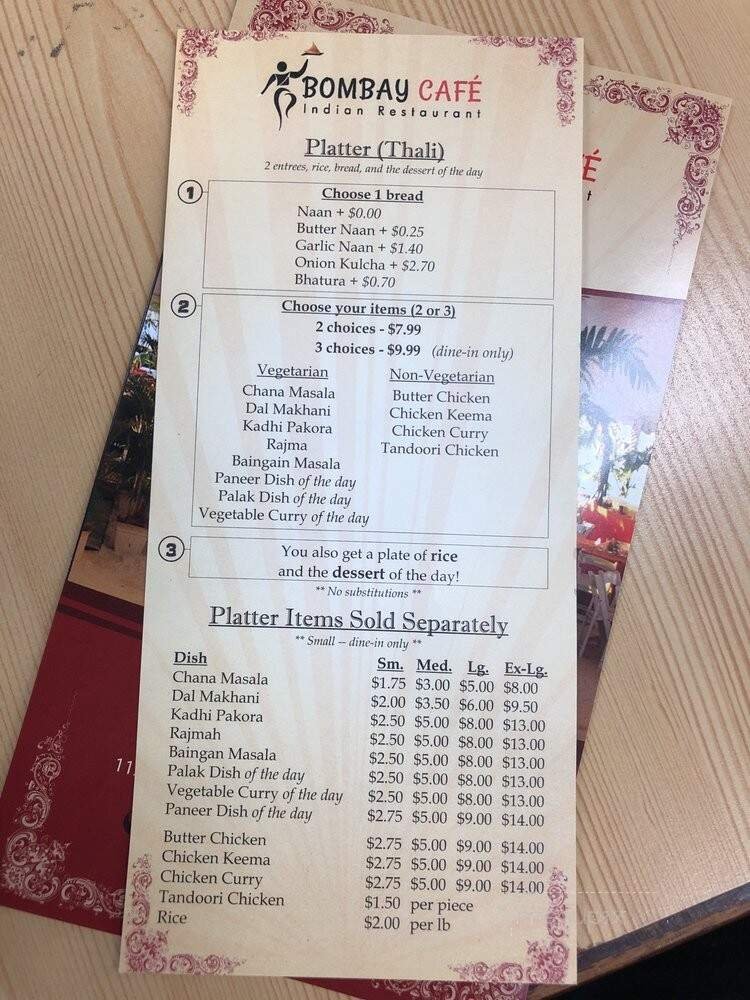 BOMBAY CAFÉ
Indian Restaurant
Platter (Thali)
2 entrees, rice, bread, and the dessert of the day
1
Choose 1 bread
Naan + $0.00
Butter Naan + $0.25
Garlic Naan + $1.40
Onion Kulcha + $2.70
Bhatura + $0.70
2
Choose your items (2 or 3)
2 choices - $7.99
3 choices - $9.99 (dine-in only)
Vegetarian
Chana Masala
Dal Makhani
Kadhi Pakora
Rajma
Baingain Masala
Paneer Dish of the day
Palak Dish of the day
Vegetable Curry of the day
Non-Vegetarian
Butter Chicken
Chicken Keema
Chicken Curry
Tandoori Chicken
3
You also get a plate of rice
and the dessert of the day!
** No substitutions **
Platter Items Sold Separately
** Small – dine-in only **
Dish Sm. Med. Lg. Ex-Lg.
Chana Masala $1.75 $3.00 $5.00 $8.00
Dal Makhani $2.00 $3.50 $6.00 $9.50
Kadhi Pakora $2.50 $5.00 $8.00 $13.00
Rajmah $2.50 $5.00 $8.00 $13.00
Baingan Masala $2.50 $5.00 $8.00 $13.00
Palak Dish of the day $2.50 $5.00 $8.00 $13.00
Vegetable Curry of the day $2.50 $5.00 $8.00 $13.00
Paneer Dish of the day $2.75 $5.00 $9.00 $14.00
Butter Chicken $2.75 $5.00 $9.00 $14.00
Chicken Keema $2.75 $5.00 $9.00 $14.00
Chicken Curry $2.75 $5.00 $9.00 $14.00
Tandoori Chicken $1.50 per piece
Rice $2.00 per lb
É
t
11